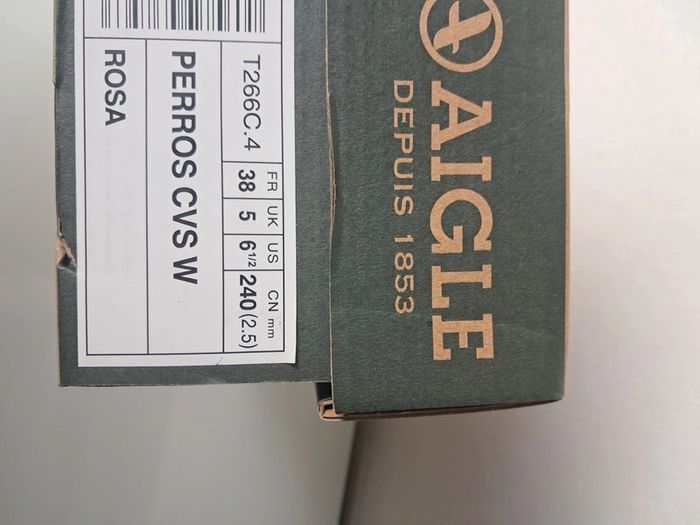 AIGLE
DEPUIS 1853
T266C.4
FR UK US CN mm
38 5 6 1/2 240 (2.5)
PERROS CVS W
ROSA